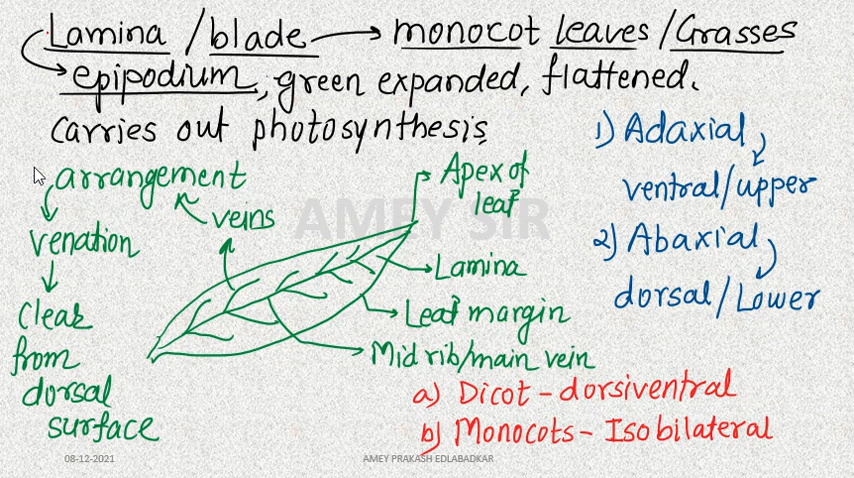 Lamina / blade → monocot leaves / Grasses
→ epipodium, green expanded, flattened.
Carries out photosynthesis
1) Adaxial
ventral/upper
2) Abaxial
dorsal/Lower
arrangement
veins
venation
Clear
from
dorsal
surface
Apex of
leaf
Lamina
Leaf margin
Mid rib/main vein
a) Dicot - dorsiventral
b) Monocots - Isobilateral
AMEY SIR
08-12-2021
AMEY PRAKASH EDLABADKAR